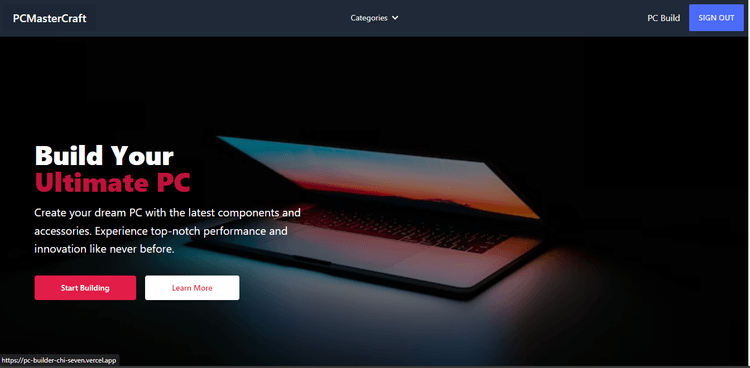 PCMasterCraft
Categories
PC Build
SIGN OUT
Build Your
Ultimate PC
Create your dream PC with the latest components and
accessories. Experience top-notch performance and
innovation like never before.
Start Building
Learn More
https://pc-builder-chi-seven.vercel.app